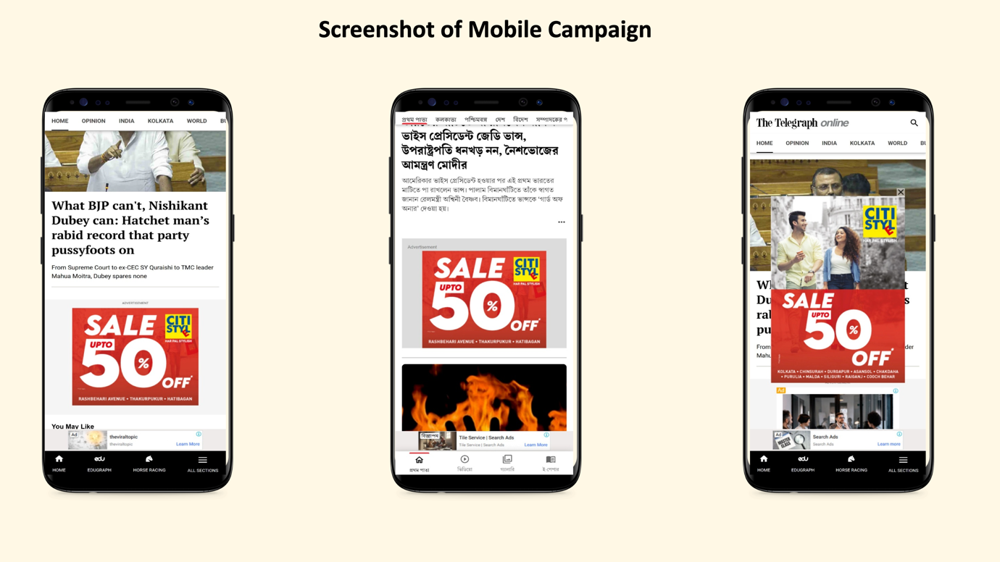 Screenshot of Mobile Campaign
HOME OPINION INDIA KOLKATA WORLD BU
What BJP can't, Nishikant
Dubey can: Hatchet man’s
rabid record that party
pussyfoots on
From Supreme Court to ex-CEC SY Quraishi to TMC leader
Mahua Moitra, Dubey spares none
ADVERTISEMENT
SALE
UPTO
50%
OFF*
CITI
STYLE
HAR PAL STYLISH
RASHBEHARI AVENUE • THAKURPUKUR • HATIBAGAN
You May Like
Ad
theviraltopic
theviraltopic
Learn More
HOME EDUGRAPH HORSE RACING ALL SECTIONS
প্রথম পাতা কলকাতা পশ্চিমবঙ্গ দেশ বিদেশ সম্পাদকের প
ভাইস প্রেসিডেন্ট জেডি ভান্স,
উপরাষ্ট্রপতি ধনখড় নন, নৈশভোজের
আমন্ত্রণ মোদীর
আমেরিকার ভাইস প্রেসিডেন্ট হওয়ার পর এই প্রথম ভারতের
মাটিতে পা রাখলেন ভান্স। পালাম বিমানঘাঁটিতে তাঁকে স্বাগত
জানান রেলমন্ত্রী অশ্বিনী বৈষ্ণব। বিমানঘাঁটিতে ভান্সকে ‘গার্ড অফ
অনার’ দেওয়া হয়।
Advertisement
SALE
UPTO
50%
OFF*
CITI
STYLE
HAR PAL STYLISH
RASHBEHARI AVENUE • THAKURPUKUR • HATIBAGAN
বিজ্ঞাপন
Tile Service | Search Ads
Tile Service | Search Ads
Learn More
প্রথম পাতা ভিডিয়ো গ্যালারি ই-পেপার
The Telegraph online
HOME OPINION INDIA KOLKATA WORLD BU
CITI
STYLE
HAR PAL STYLISH
SALE
UPTO
50%
OFF*
KOLKATA • CHINSURAH • DURGAPUR • ASANSOL • CHAKDAHA
• PURULIA • MALDA • SILIGURI • RAIGANJ • COOCH BEHAR
From
Ad
Ad
MASTER CLASS
Search Ads
Search Ads
Learn more
HOME EDUGRAPH HORSE RACING ALL SECTIONS